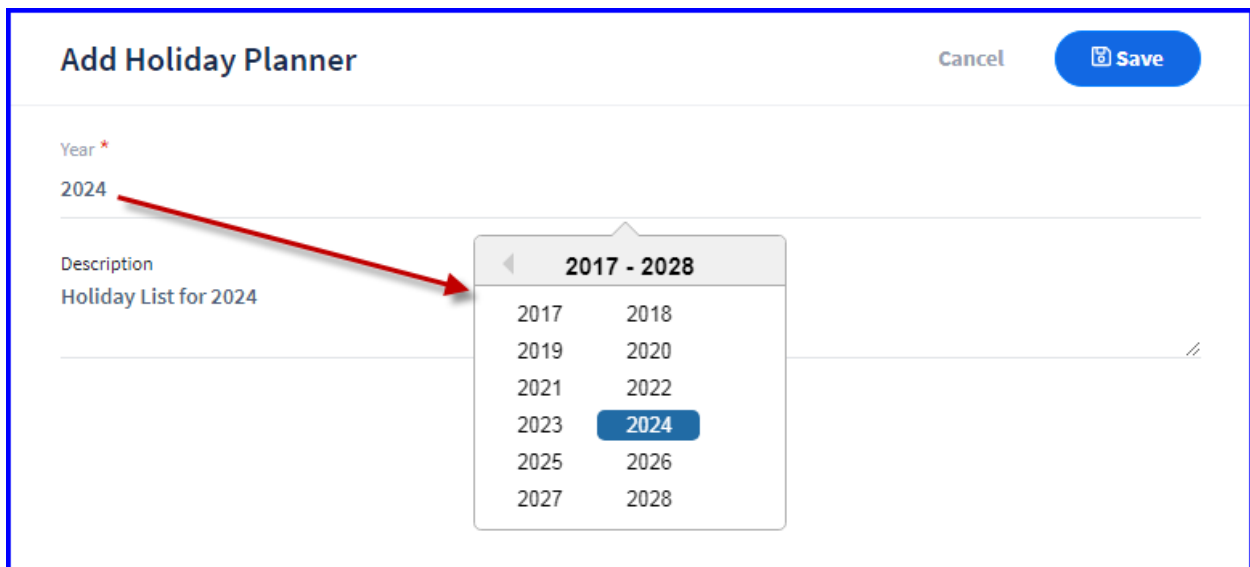 Add Holiday Planner
Cancel
Save
Year *
2024
Description
Holiday List for 2024
2017 - 2028
2017 2018
2019 2020
2021 2022
2023 2024
2025 2026
2027 2028